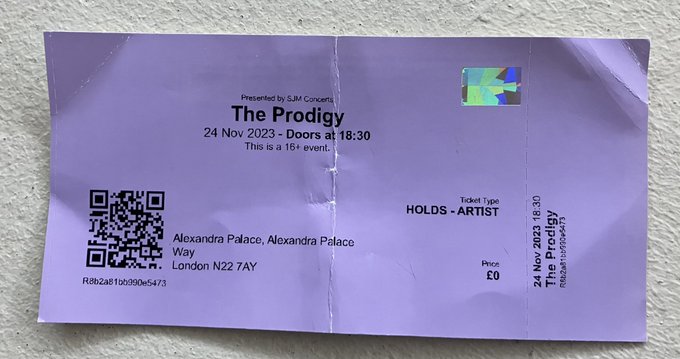 Presented by SJM Concerts
The Prodigy
24 Nov 2023 - Doors at 18:30
This is a 16+ event.
Ticket Type
HOLDS - ARTIST
Alexandra Palace, Alexandra Palace
Way
London N22 7AY
Price
£0
R8b2a81bb990e5473
24 Nov 2023 18:30
The Prodigy
R8b2a81bb990e5473